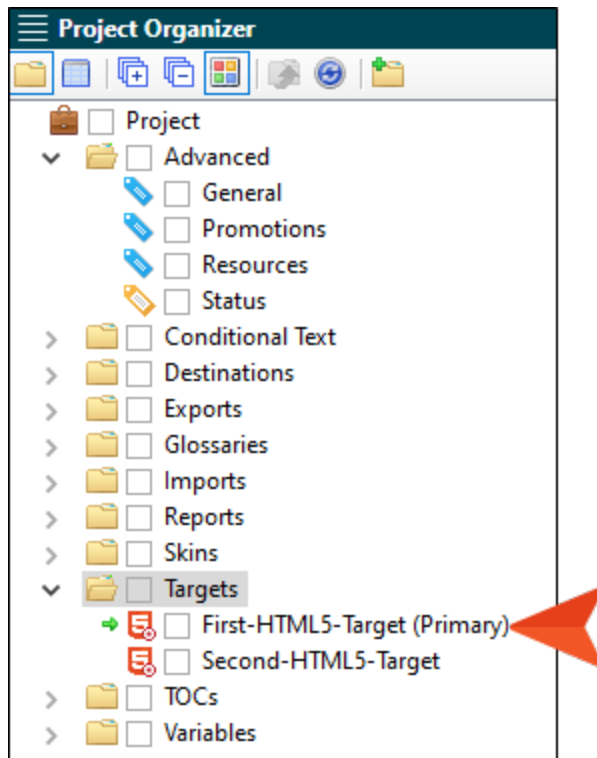 Project Organizer
Project
Advanced
General
Promotions
Resources
Status
Conditional Text
Destinations
Exports
Glossaries
Imports
Reports
Skins
Targets
First-HTML5-Target (Primary)
Second-HTML5-Target
TOCs
Variables